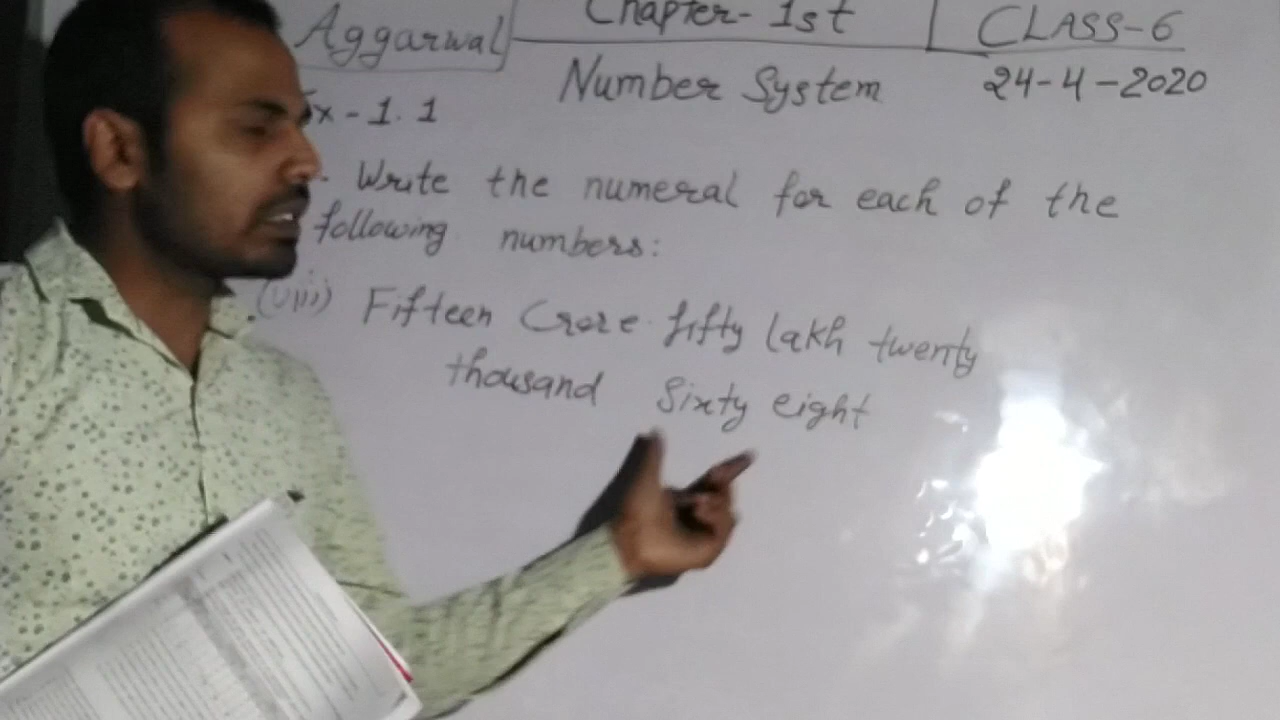 Aggarwal
Chapter- 1st
CLASS-6
Number System
24-4-2020
Ex-1.1
Write the numeral for each of the
following numbers:
(viii) Fifteen Crore fifty lakh twenty
thousand Sixty eight